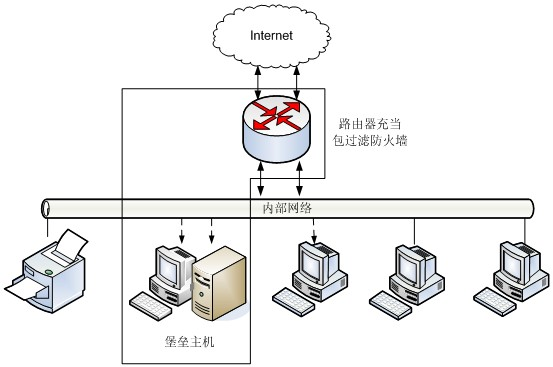 Internet
路由器充当
包过滤防火墙
内部网络
堡垒主机